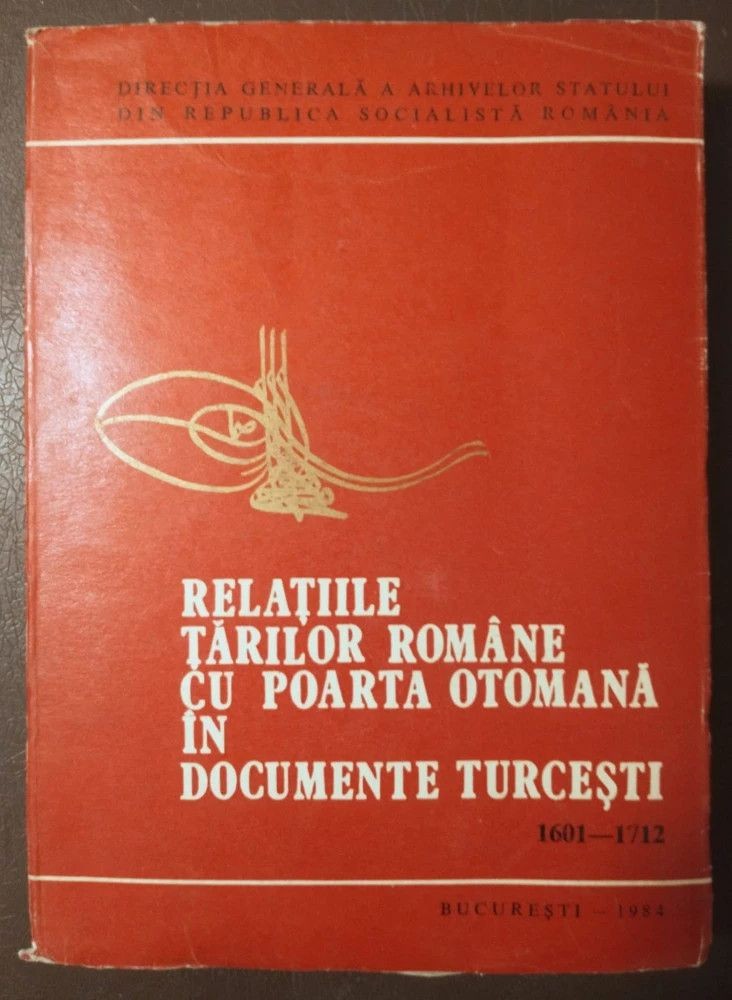 DIRECȚIA GENERALĂ A ARHIVELOR STATULUI
DIN REPUBLICA SOCIALISTĂ ROMÂNIA
RELAȚIILE
ȚĂRILOR ROMÂNE
CU POARTA OTOMANĂ
ÎN
DOCUMENTE TURCEȘTI
1601—1712
BUCUREȘTI — 1984